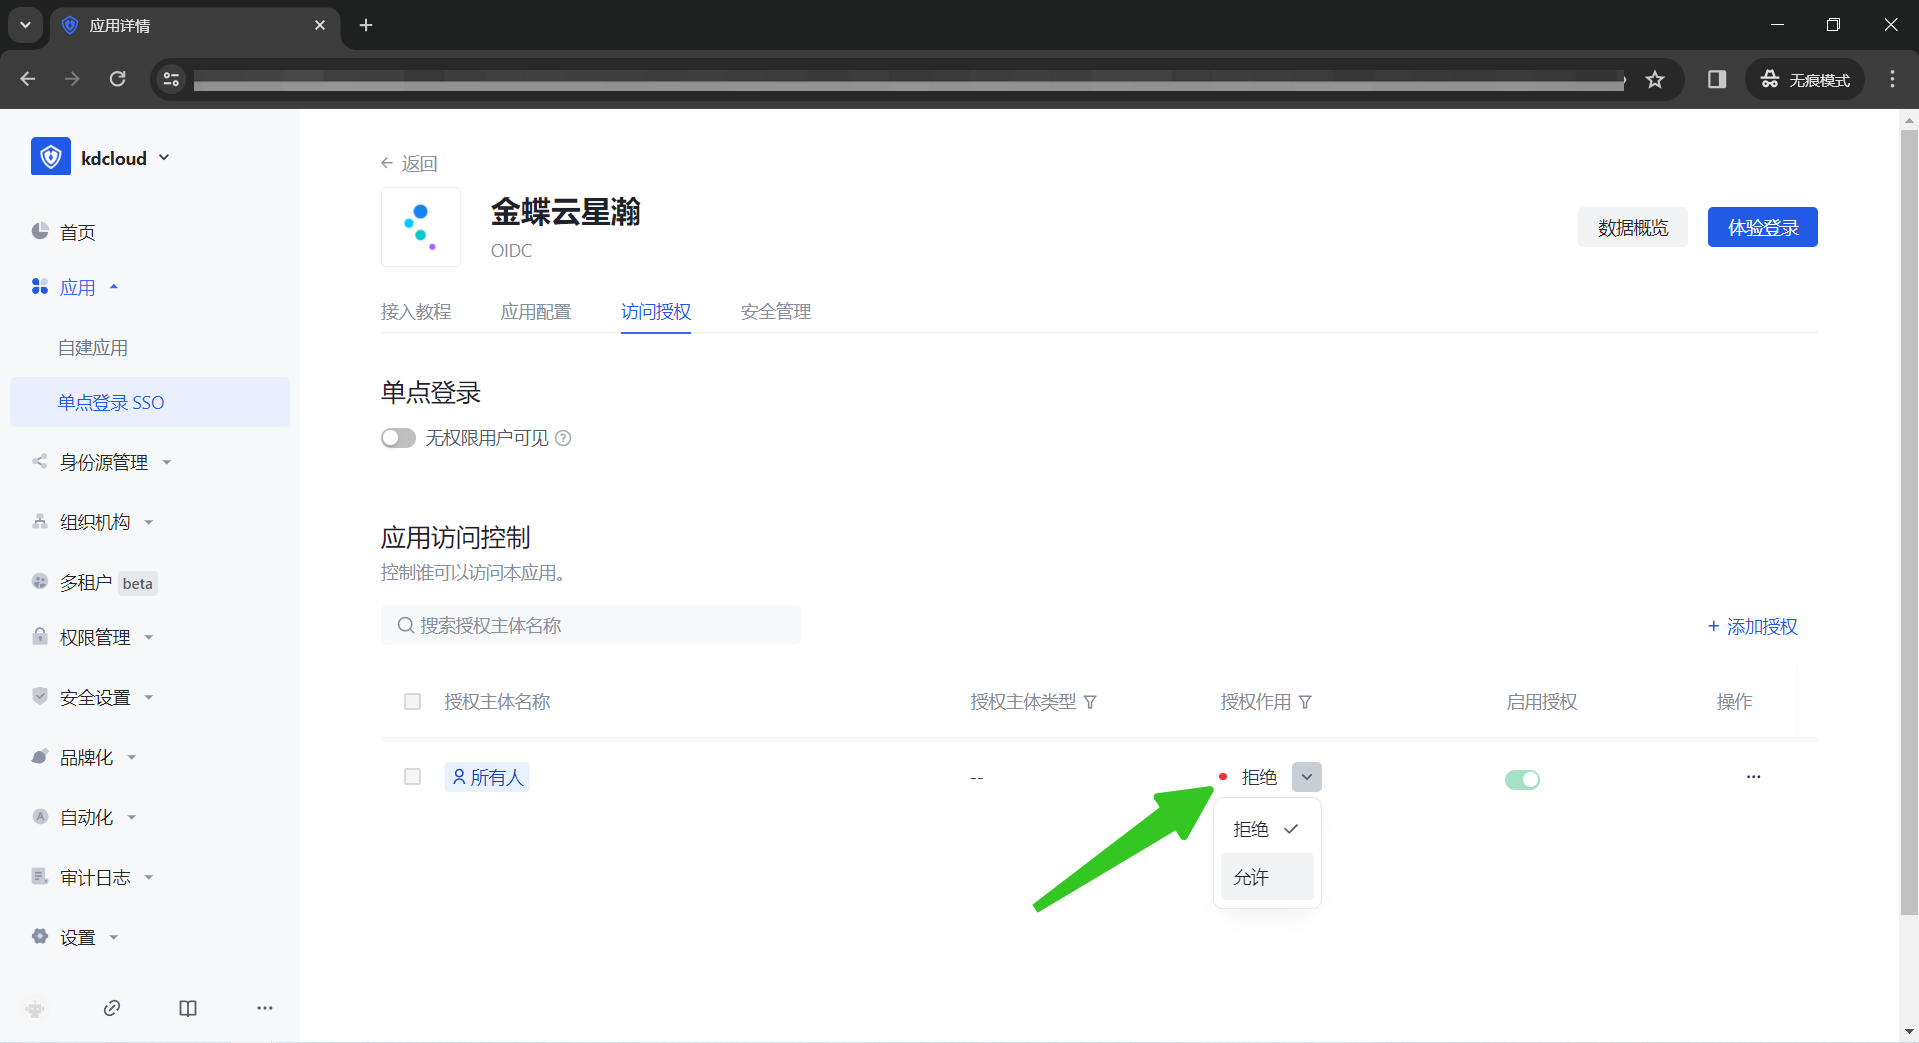 应用详情
无痕模式
kdcloud
首页
应用
自建应用
单点登录 SSO
身份源管理
组织机构
多租户 beta
权限管理
安全设置
品牌化
自动化
审计日志
设置
返回
金蝶云星瀚
OIDC
数据概览
体验登录
接入教程
应用配置
访问授权
安全管理
单点登录
无权限用户可见
应用访问控制
控制谁可以访问本应用。
搜索授权主体名称
+ 添加授权
授权主体名称
授权主体类型
授权作用
启用授权
操作
所有人
--
拒绝
拒绝
允许